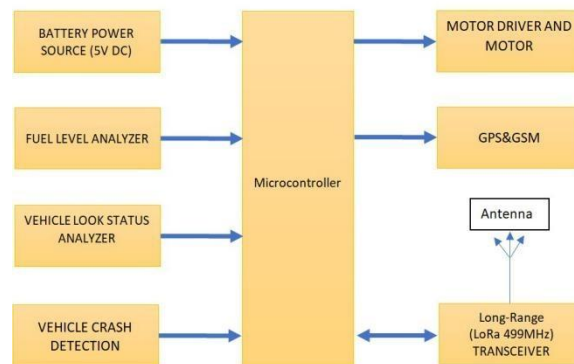 BATTERY POWER
SOURCE (5V DC)
FUEL LEVEL ANALYZER
VEHICLE LOOK STATUS
ANALYZER
VEHICLE CRASH
DETECTION
Microcontroller
MOTOR DRIVER AND
MOTOR
GPS&GSM
Antenna
Long-Range
(LoRa 499MHz)
TRANSCEIVER